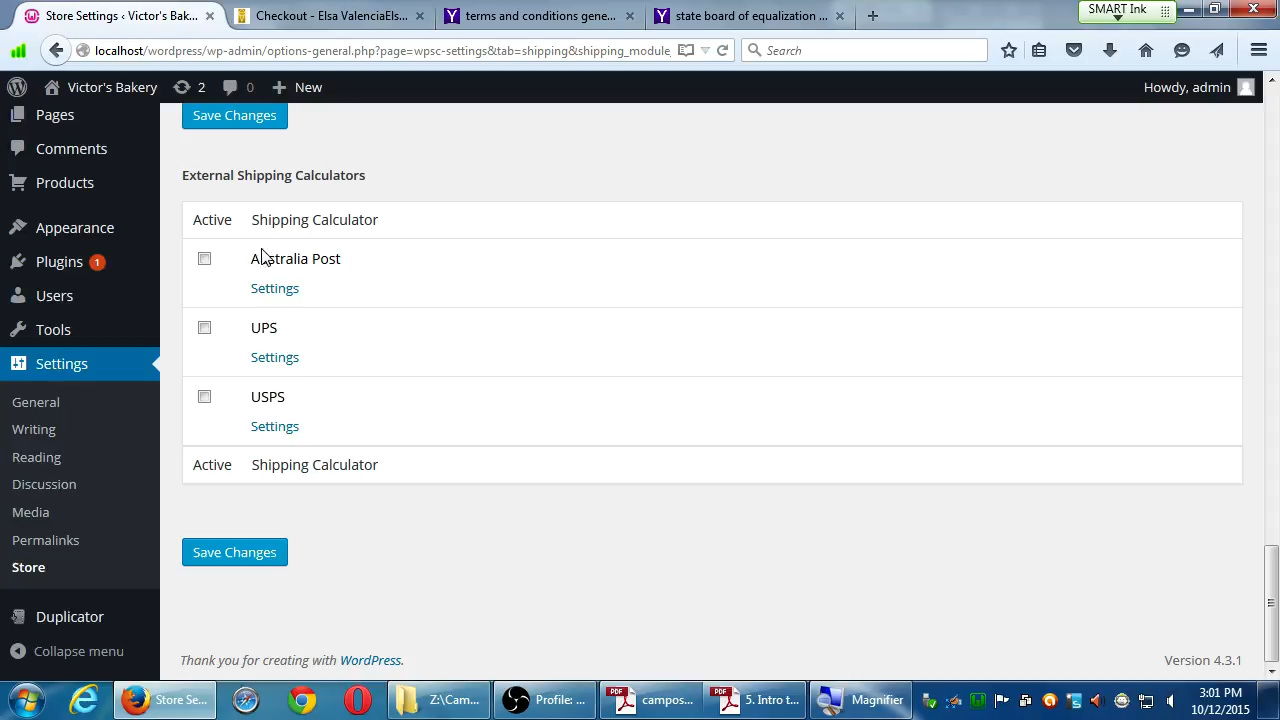 Store Settings ‹ Victor's Bak...
Checkout - Elsa ValenciaEls...
terms and conditions gene...
state board of equalization ...
SMART Ink
localhost/wordpress/wp-admin/options-general.php?page=wpsc-settings&tab=shipping&shipping_module
Search
Victor's Bakery
2
0
New
Howdy, admin
Pages
Comments
Products
Appearance
Plugins 1
Users
Tools
Settings
General
Writing
Reading
Discussion
Media
Permalinks
Store
Duplicator
Collapse menu
Save Changes
External Shipping Calculators
Active Shipping Calculator
Australia Post
Settings
UPS
Settings
USPS
Settings
Active Shipping Calculator
Save Changes
Thank you for creating with WordPress.
Version 4.3.1
Store Se...
Z:\Cam...
Profile: ...
PDF
campos...
PDF
5. Intro t...
Magnifier
3:01 PM
10/12/2015